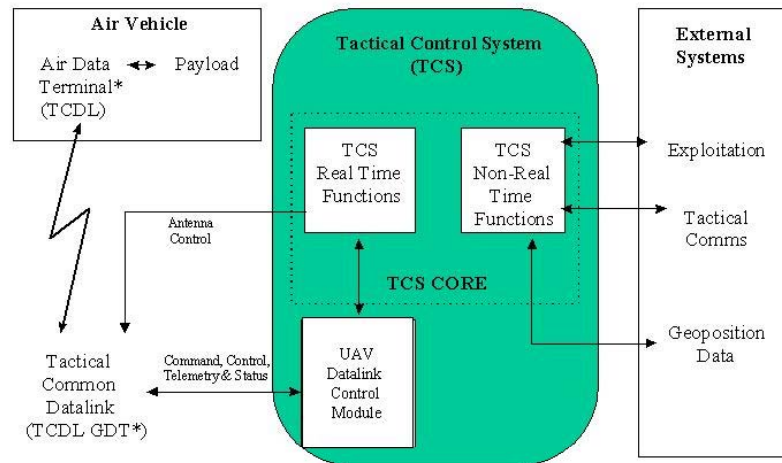 Air Vehicle
Air Data
Terminal*
(TCDL)
Payload
Tactical Control System
(TCS)
External
Systems
TCS
Real Time
Functions
TCS
Non-Real
Time
Functions
Exploitation
Tactical
Comms
Antenna
Control
TCS CORE
Geoposition
Data
Tactical
Common
Datalink
(TCDL GDT*)
Command, Control,
Telemetry & Status
UAV
Datalink
Control
Module